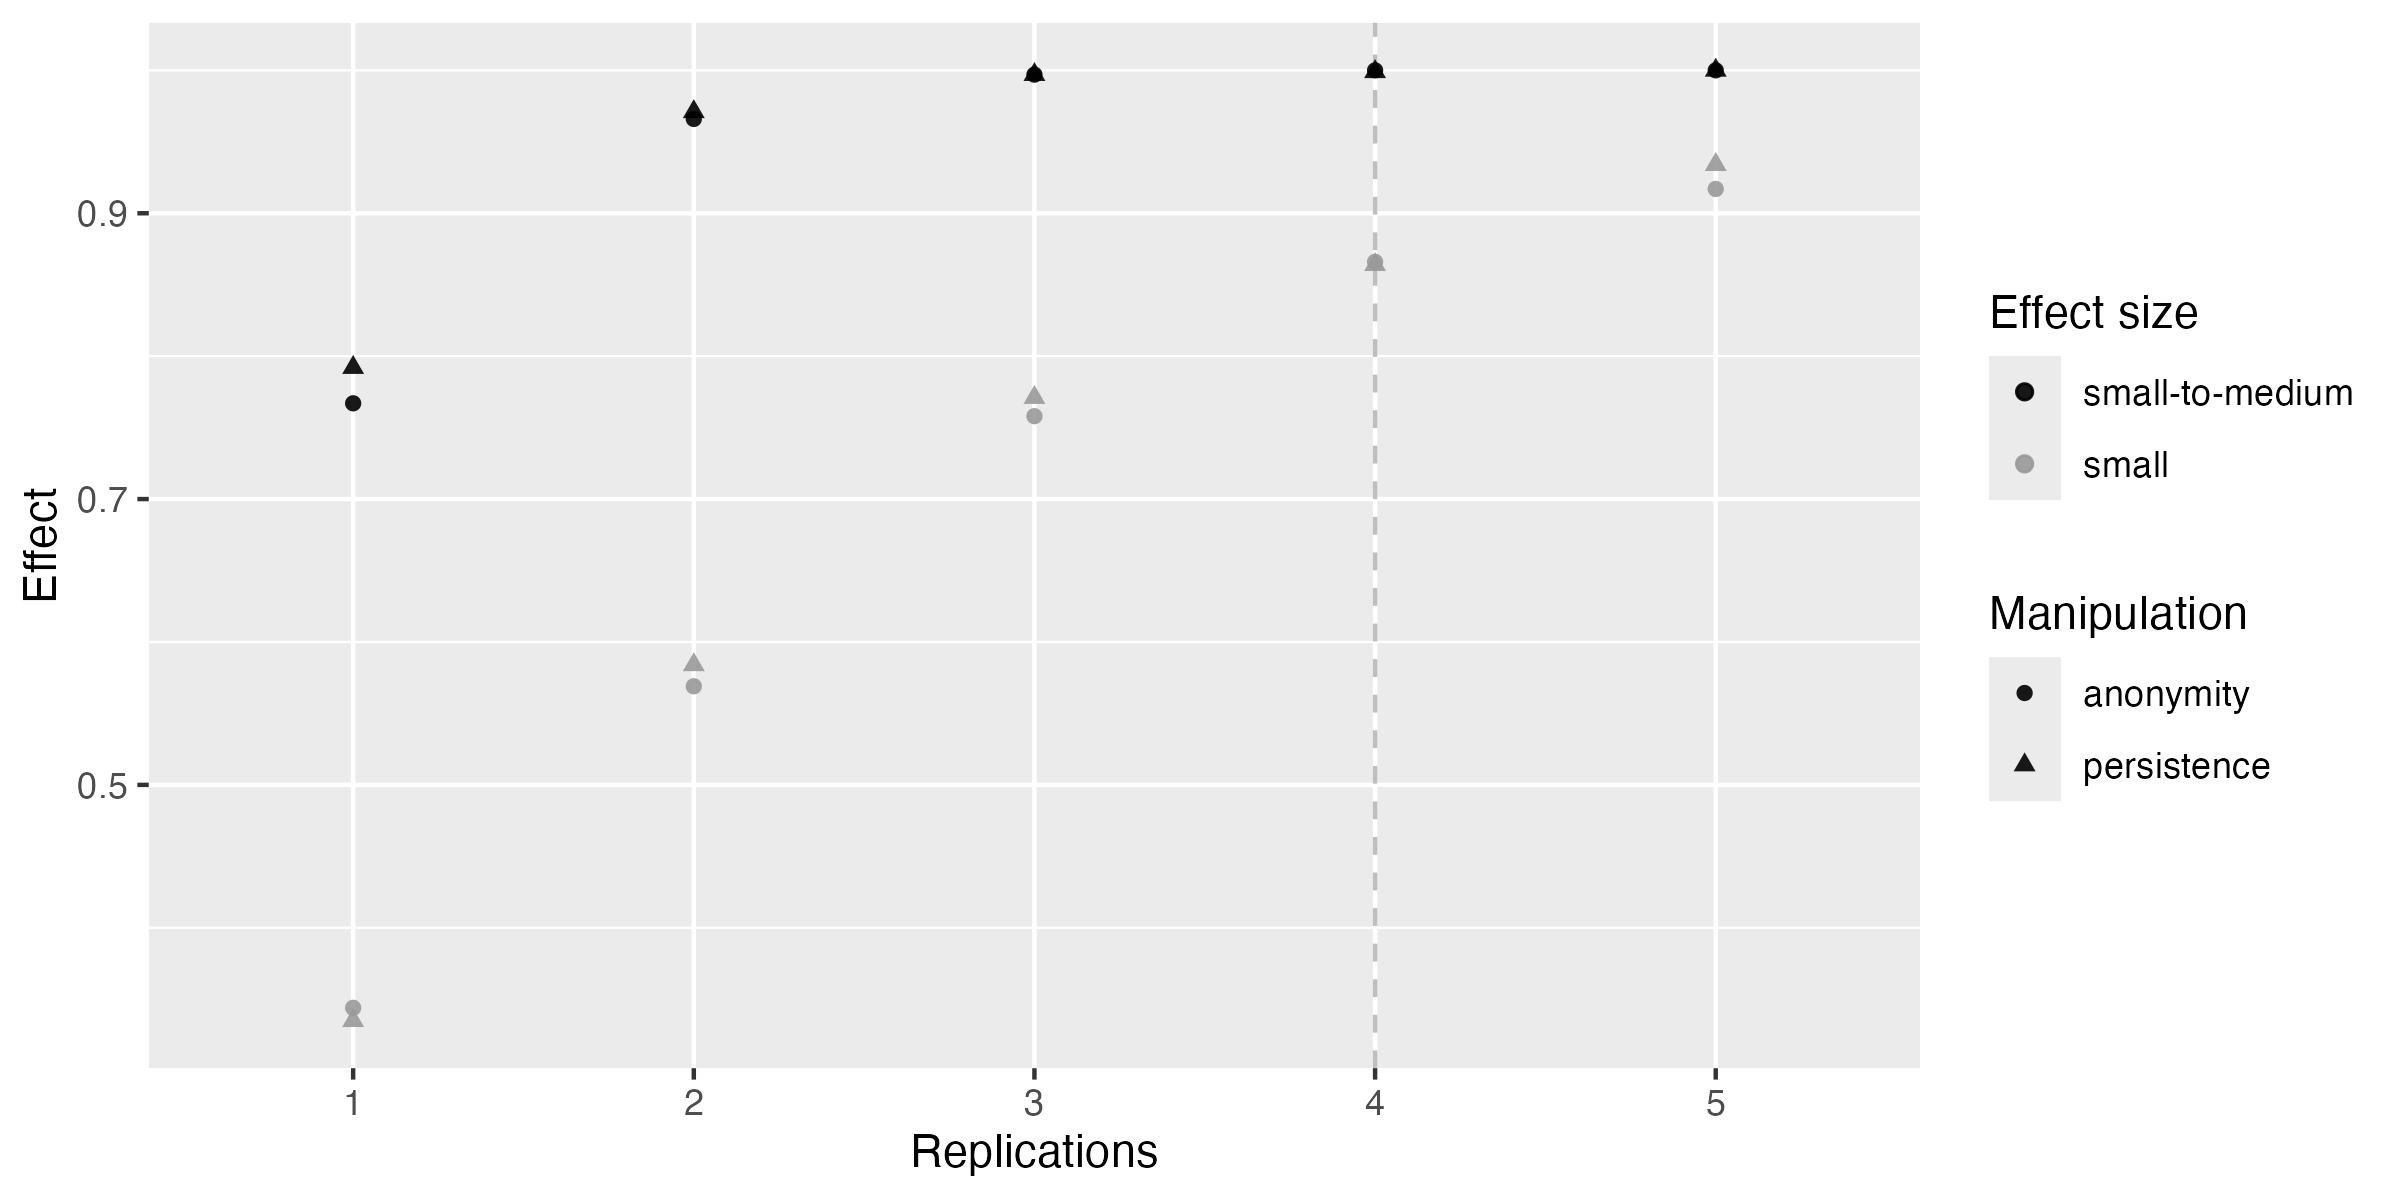 Effect
0.9
0.7
0.5
1 2 3 4 5
Replications
Effect size
small-to-medium
small
Manipulation
anonymity
persistence